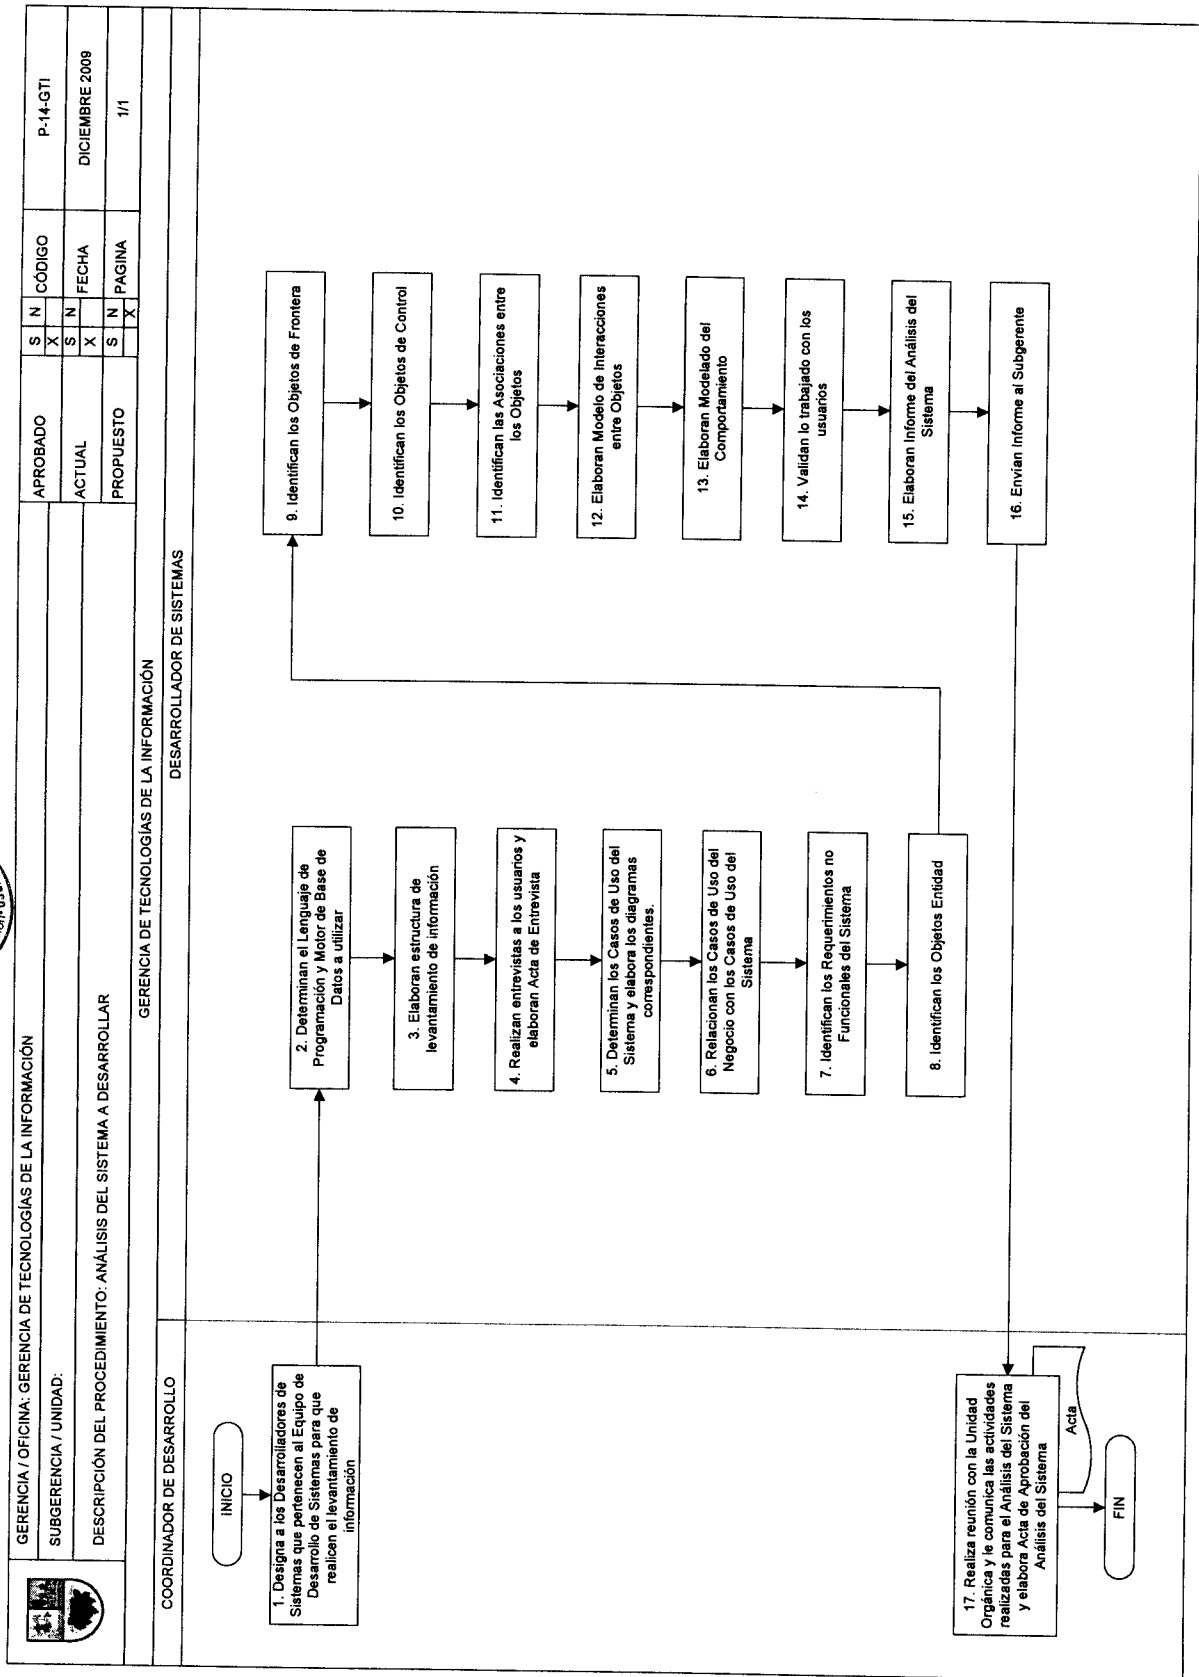 GERENCIA / OFICINA: GERENCIA DE TECNOLOGÍAS DE LA INFORMACIÓN
SUBGERENCIA / UNIDAD:
DESCRIPCIÓN DEL PROCEDIMIENTO: ANÁLISIS DEL SISTEMA A DESARROLLAR
APROBADO
S N
X
CÓDIGO
P-14-GTI
ACTUAL
S N
X
FECHA
DICIEMBRE 2009
PROPUESTO
S N
X
PAGINA
1/1
GERENCIA DE TECNOLOGÍAS DE LA INFORMACIÓN
COORDINADOR DE DESARROLLO
DESARROLLADOR DE SISTEMAS
INICIO
1. Designa a los Desarrolladores de
Sistemas que pertenecen al Equipo de
Desarrollo de Sistemas para que
realicen el levantamiento de
información
2. Determinan el Lenguaje de
Programación y Motor de Base de
Datos a utilizar
3. Elaboran estructura de
levantamiento de información
4. Realizan entrevistas a los usuarios y
elaboran Acta de Entrevista
5. Determinan los Casos de Uso del
Sistema y elabora los diagramas
correspondientes.
6. Relacionan los Casos de Uso del
Negocio con los Casos de Uso del
Sistema
7. Identifican los Requerimientos no
Funcionales del Sistema
8. Identifican los Objetos Entidad
9. Identifican los Objetos de Frontera
10. Identifican los Objetos de Control
11. Identifican las Asociaciones entre
los Objetos
12. Elaboran Modelo de Interacciones
entre Objetos
13. Elaboran Modelado del
Comportamiento
14. Validan lo trabajado con los
usuarios
15. Elaboran Informe del Análisis del
Sistema
16. Envían Informe al Subgerente
17. Realiza reunión con la Unidad
Orgánica y le comunica las actividades
realizadas para el Análisis del Sistema
y elabora Acta de Aprobación del
Análisis del Sistema
Acta
FIN